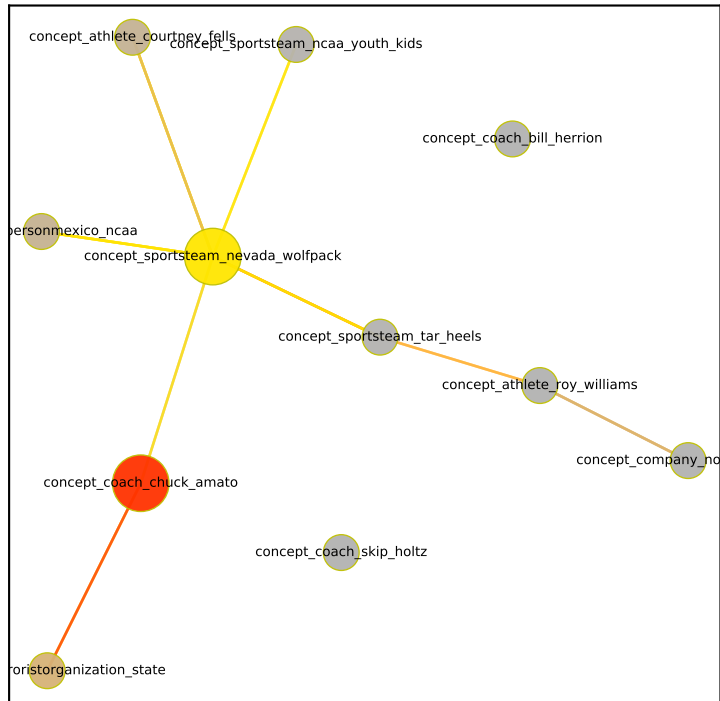 concept_athlete_courtney_fells
concept_sportsteam_ncaa_youth_kids
concept_coach_bill_herrion
personmexico_ncaa
concept_sportsteam_nevada_wolfpack
concept_sportsteam_tar_heels
concept_athlete_roy_williams
concept_company_no
concept_coach_chuck_amato
concept_coach_skip_holtz
roristorganization_state